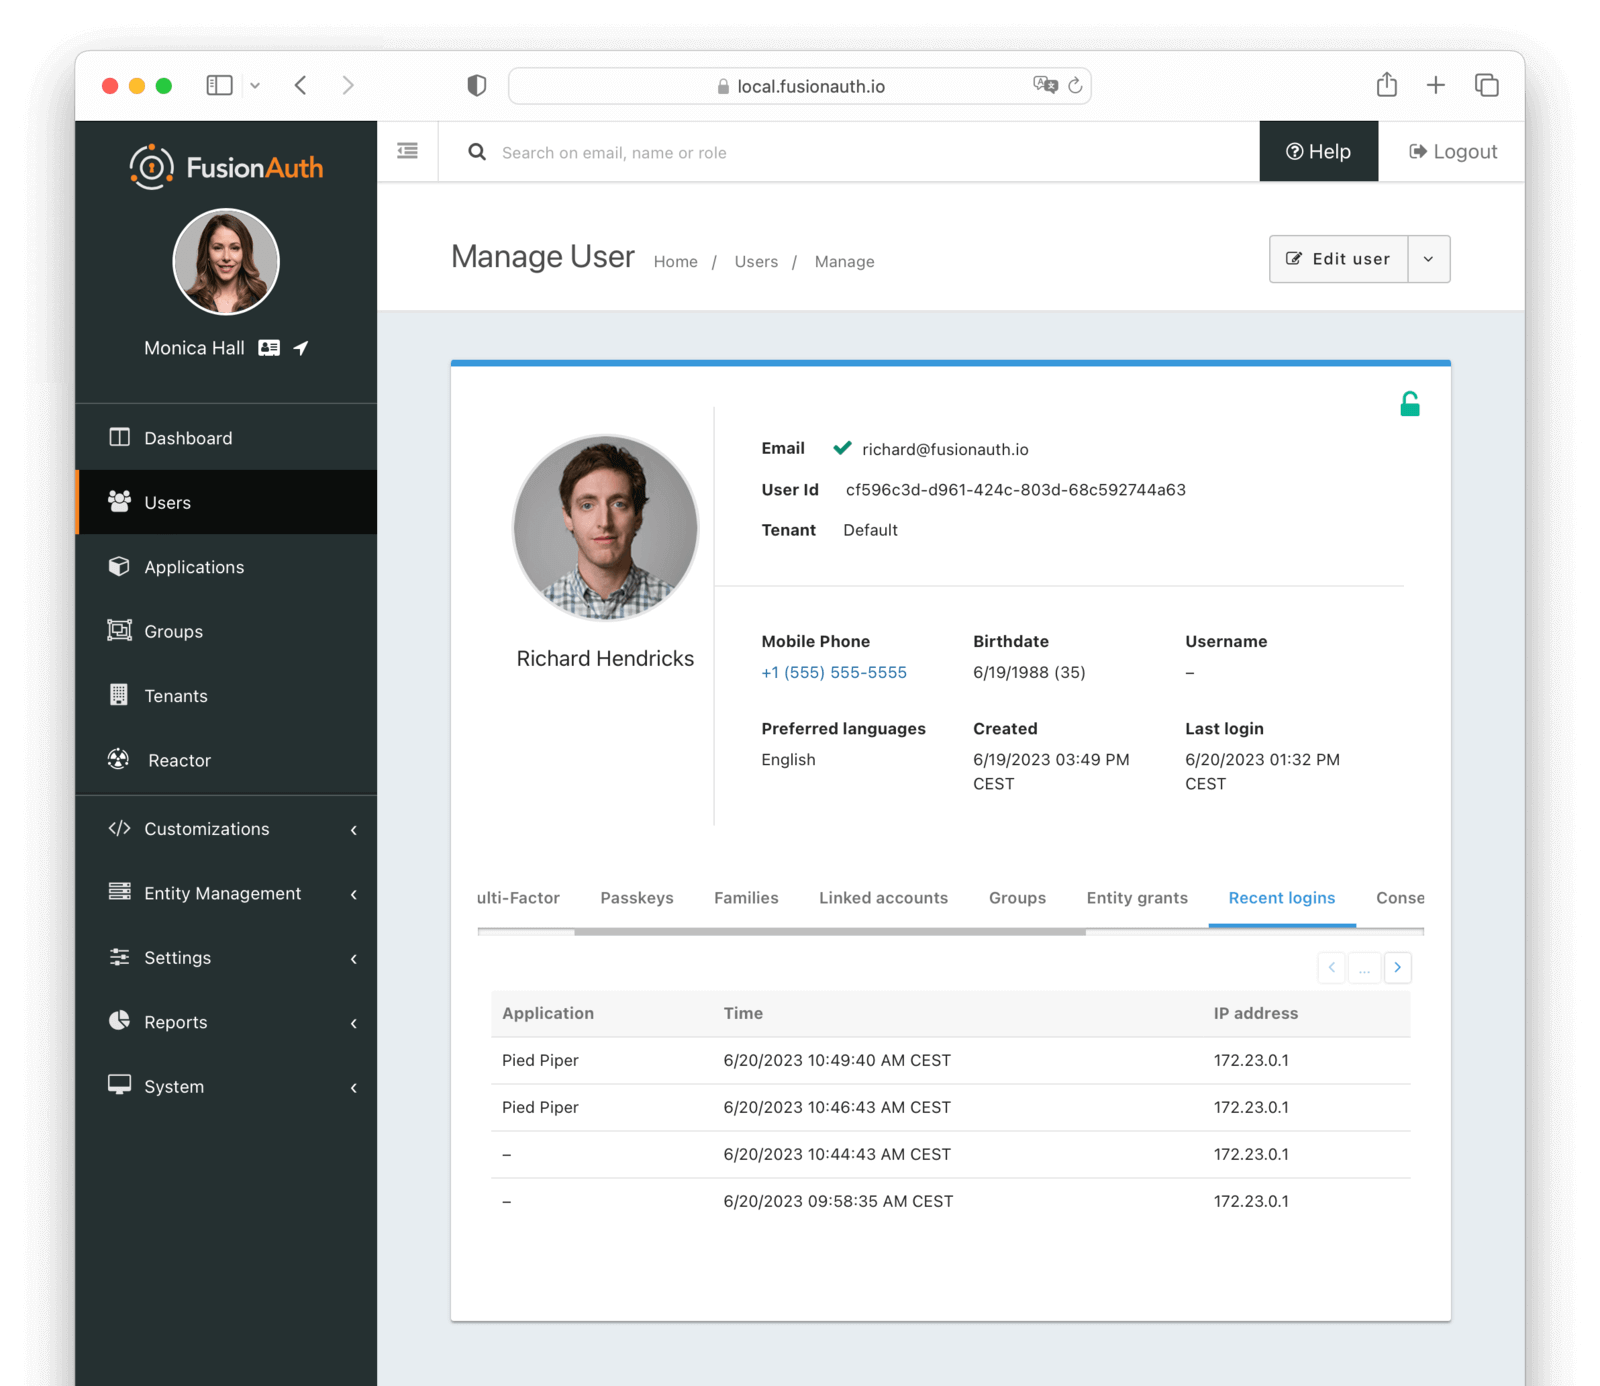 local.fusionauth.io
FusionAuth
Search on email, name or role
Help
Logout
Monica Hall
Dashboard
Users
Applications
Groups
Tenants
Reactor
Customizations
Entity Management
Settings
Reports
System
Manage User
Home / Users / Manage
Edit user
Richard Hendricks
Email richard@fusionauth.io
User Id cf596c3d-d961-424c-803d-68c592744a63
Tenant Default
Mobile Phone Birthdate Username
+1 (555) 555-5555 6/19/1988 (35) –
Preferred languages Created Last login
English 6/19/2023 03:49 PM 6/20/2023 01:32 PM
CEST CEST
ulti-Factor Passkeys Families Linked accounts Groups Entity grants Recent logins Conse
...
Application Time IP address
Pied Piper 6/20/2023 10:49:40 AM CEST 172.23.0.1
Pied Piper 6/20/2023 10:46:43 AM CEST 172.23.0.1
– 6/20/2023 10:44:43 AM CEST 172.23.0.1
– 6/20/2023 09:58:35 AM CEST 172.23.0.1